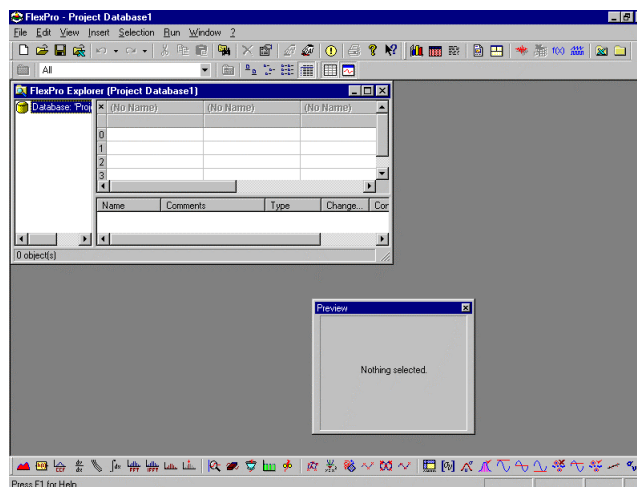 FlexPro - Project Database1
File Edit View Insert Selection Run Window ?
All
FlexPro Explorer (Project Database1)
Database: 'Proj
(No Name) (No Name) (No Name)
0
1
2
3
Name Comments Type Change... Cor
0 object(s)
Preview
Nothing selected.
Press F1 for Help